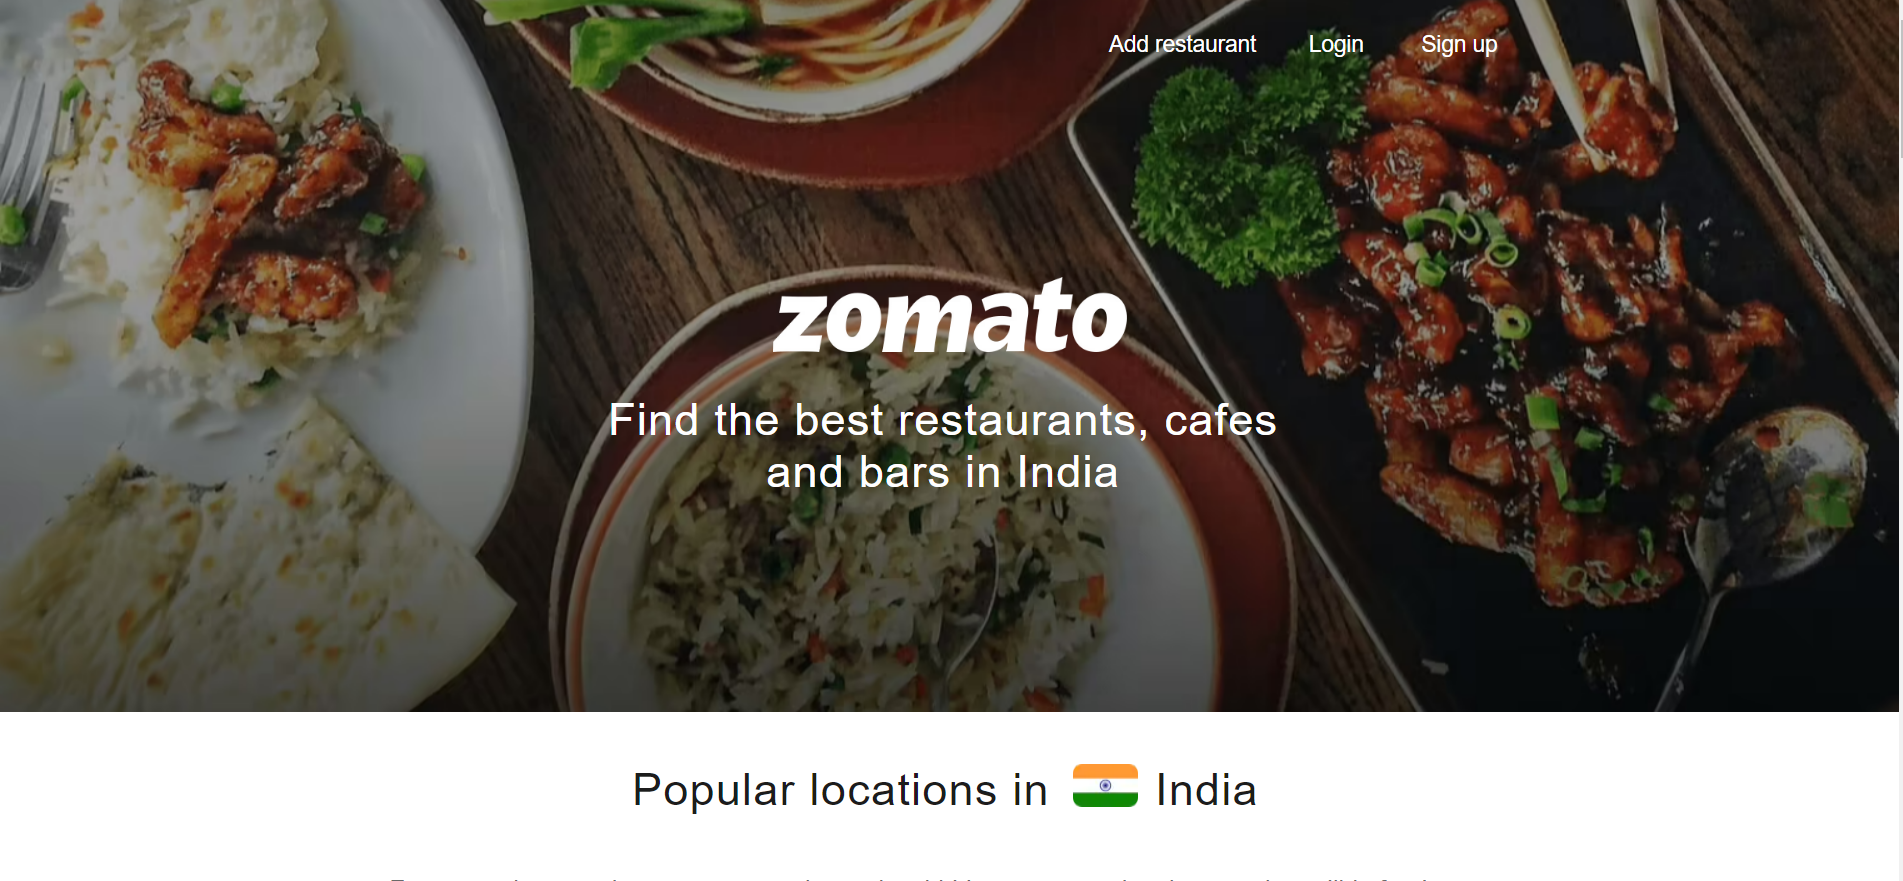 Add restaurant Login Sign up
zomato
Find the best restaurants, cafes
and bars in India
Popular locations in India